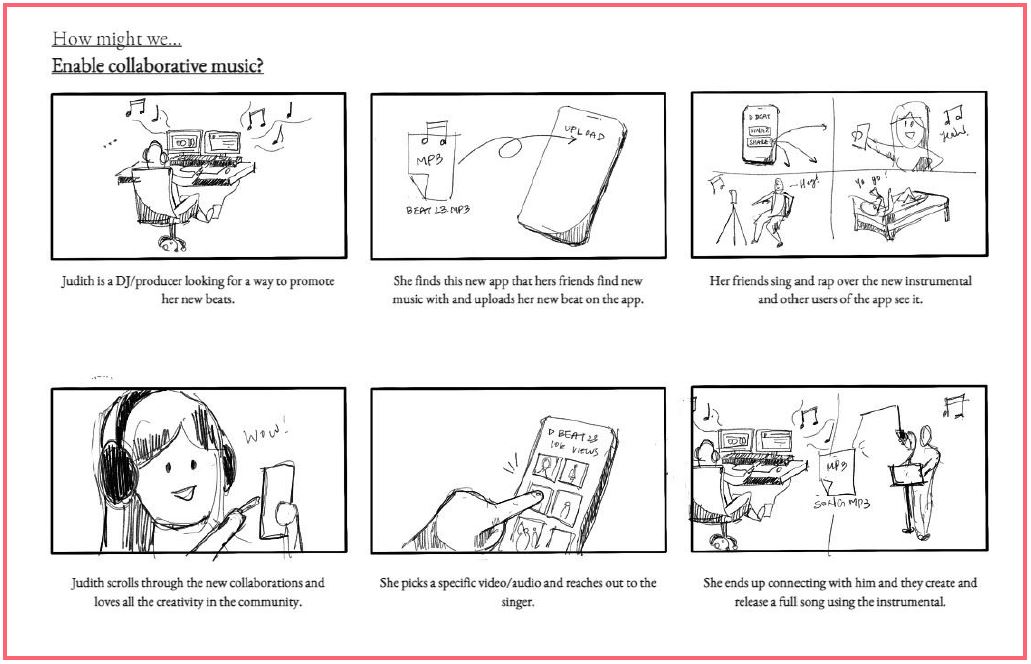 How might we...
Enable collaborative music?
MP3
BEAT 23.MP3
UPLOAD
BEAT
SHARE
yeah!
Hey!
Yo yo!
Judith is a DJ/producer looking for a way to promote
her new beats.
She finds this new app that hers friends find new
music with and uploads her new beat on the app.
Her friends sing and rap over the new instrumental
and other users of the app see it.
Wow!
BEAT 23
VIEWS
MP3
SONG MP3
Judith scrolls through the new collaborations and
loves all the creativity in the community.
She picks a specific video/audio and reaches out to the
singer.
She ends up connecting with him and they create and
release a full song using the instrumental.